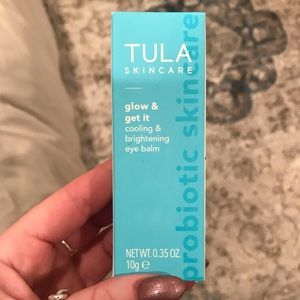 TULA
SKINCARE
glow &
get it
cooling &
brightening
eye balm
NET WT. 0.35 OZ.
10g ℮
probiotic skincare